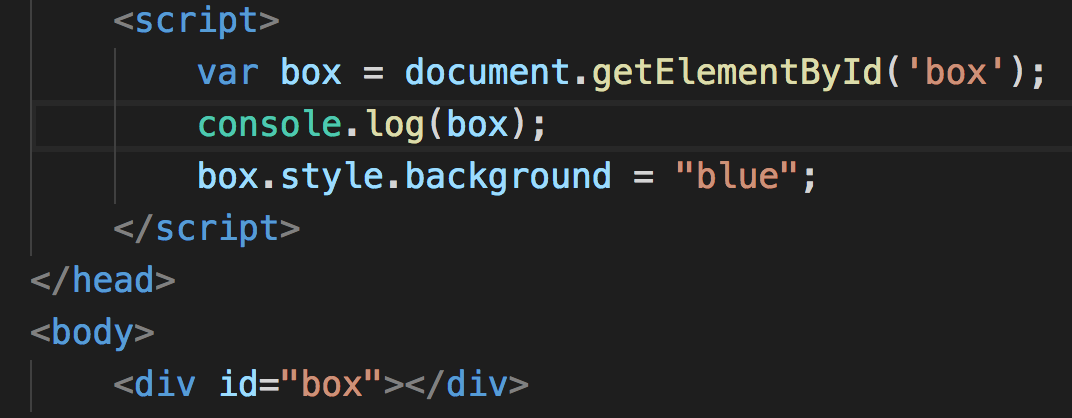 <script>
var box = document.getElementById('box');
console.log(box);
box.style.background = "blue";
</script>
</head>
<body>
<div id="box"></div>